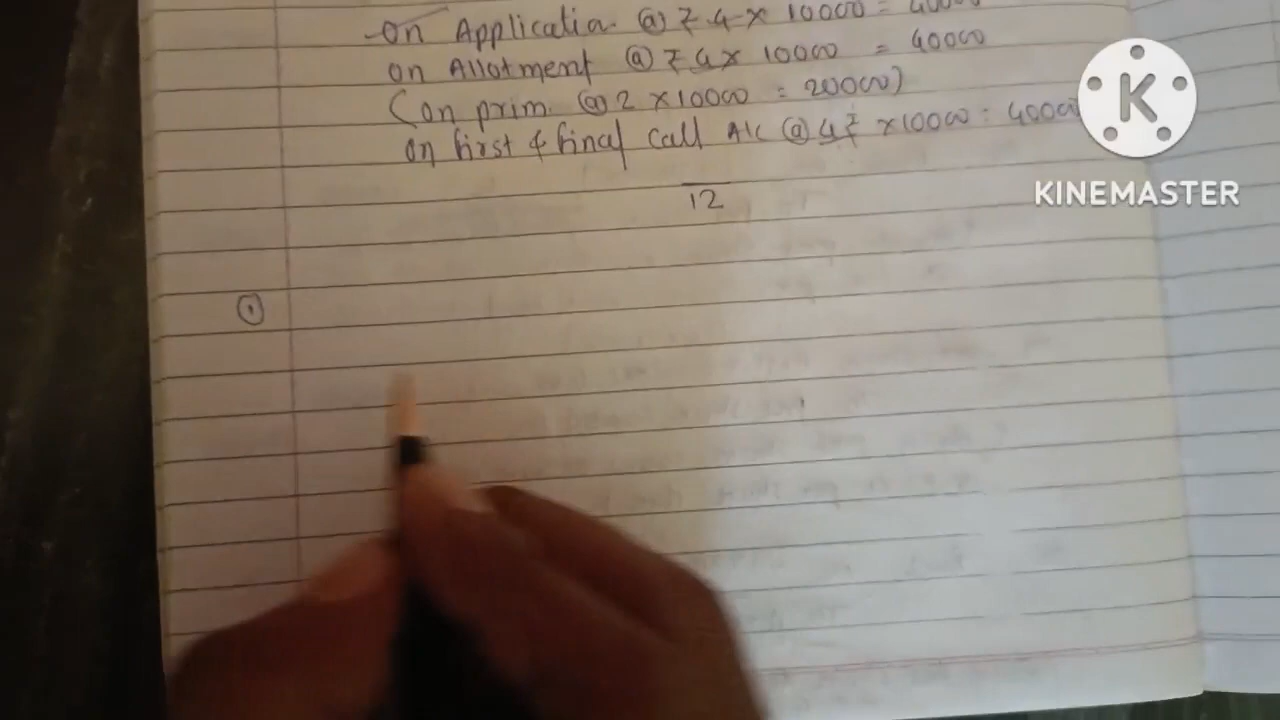 On Application @ ₹ 4 x 10000 = 40000
on Allotment @ ₹ 4 x 10000 = 40000
(on prim. @ 2 x 10000 = 20000)
on first & final call A/c @ 4 ₹ x 10000 = 40000
12
1
K
KINEMASTER